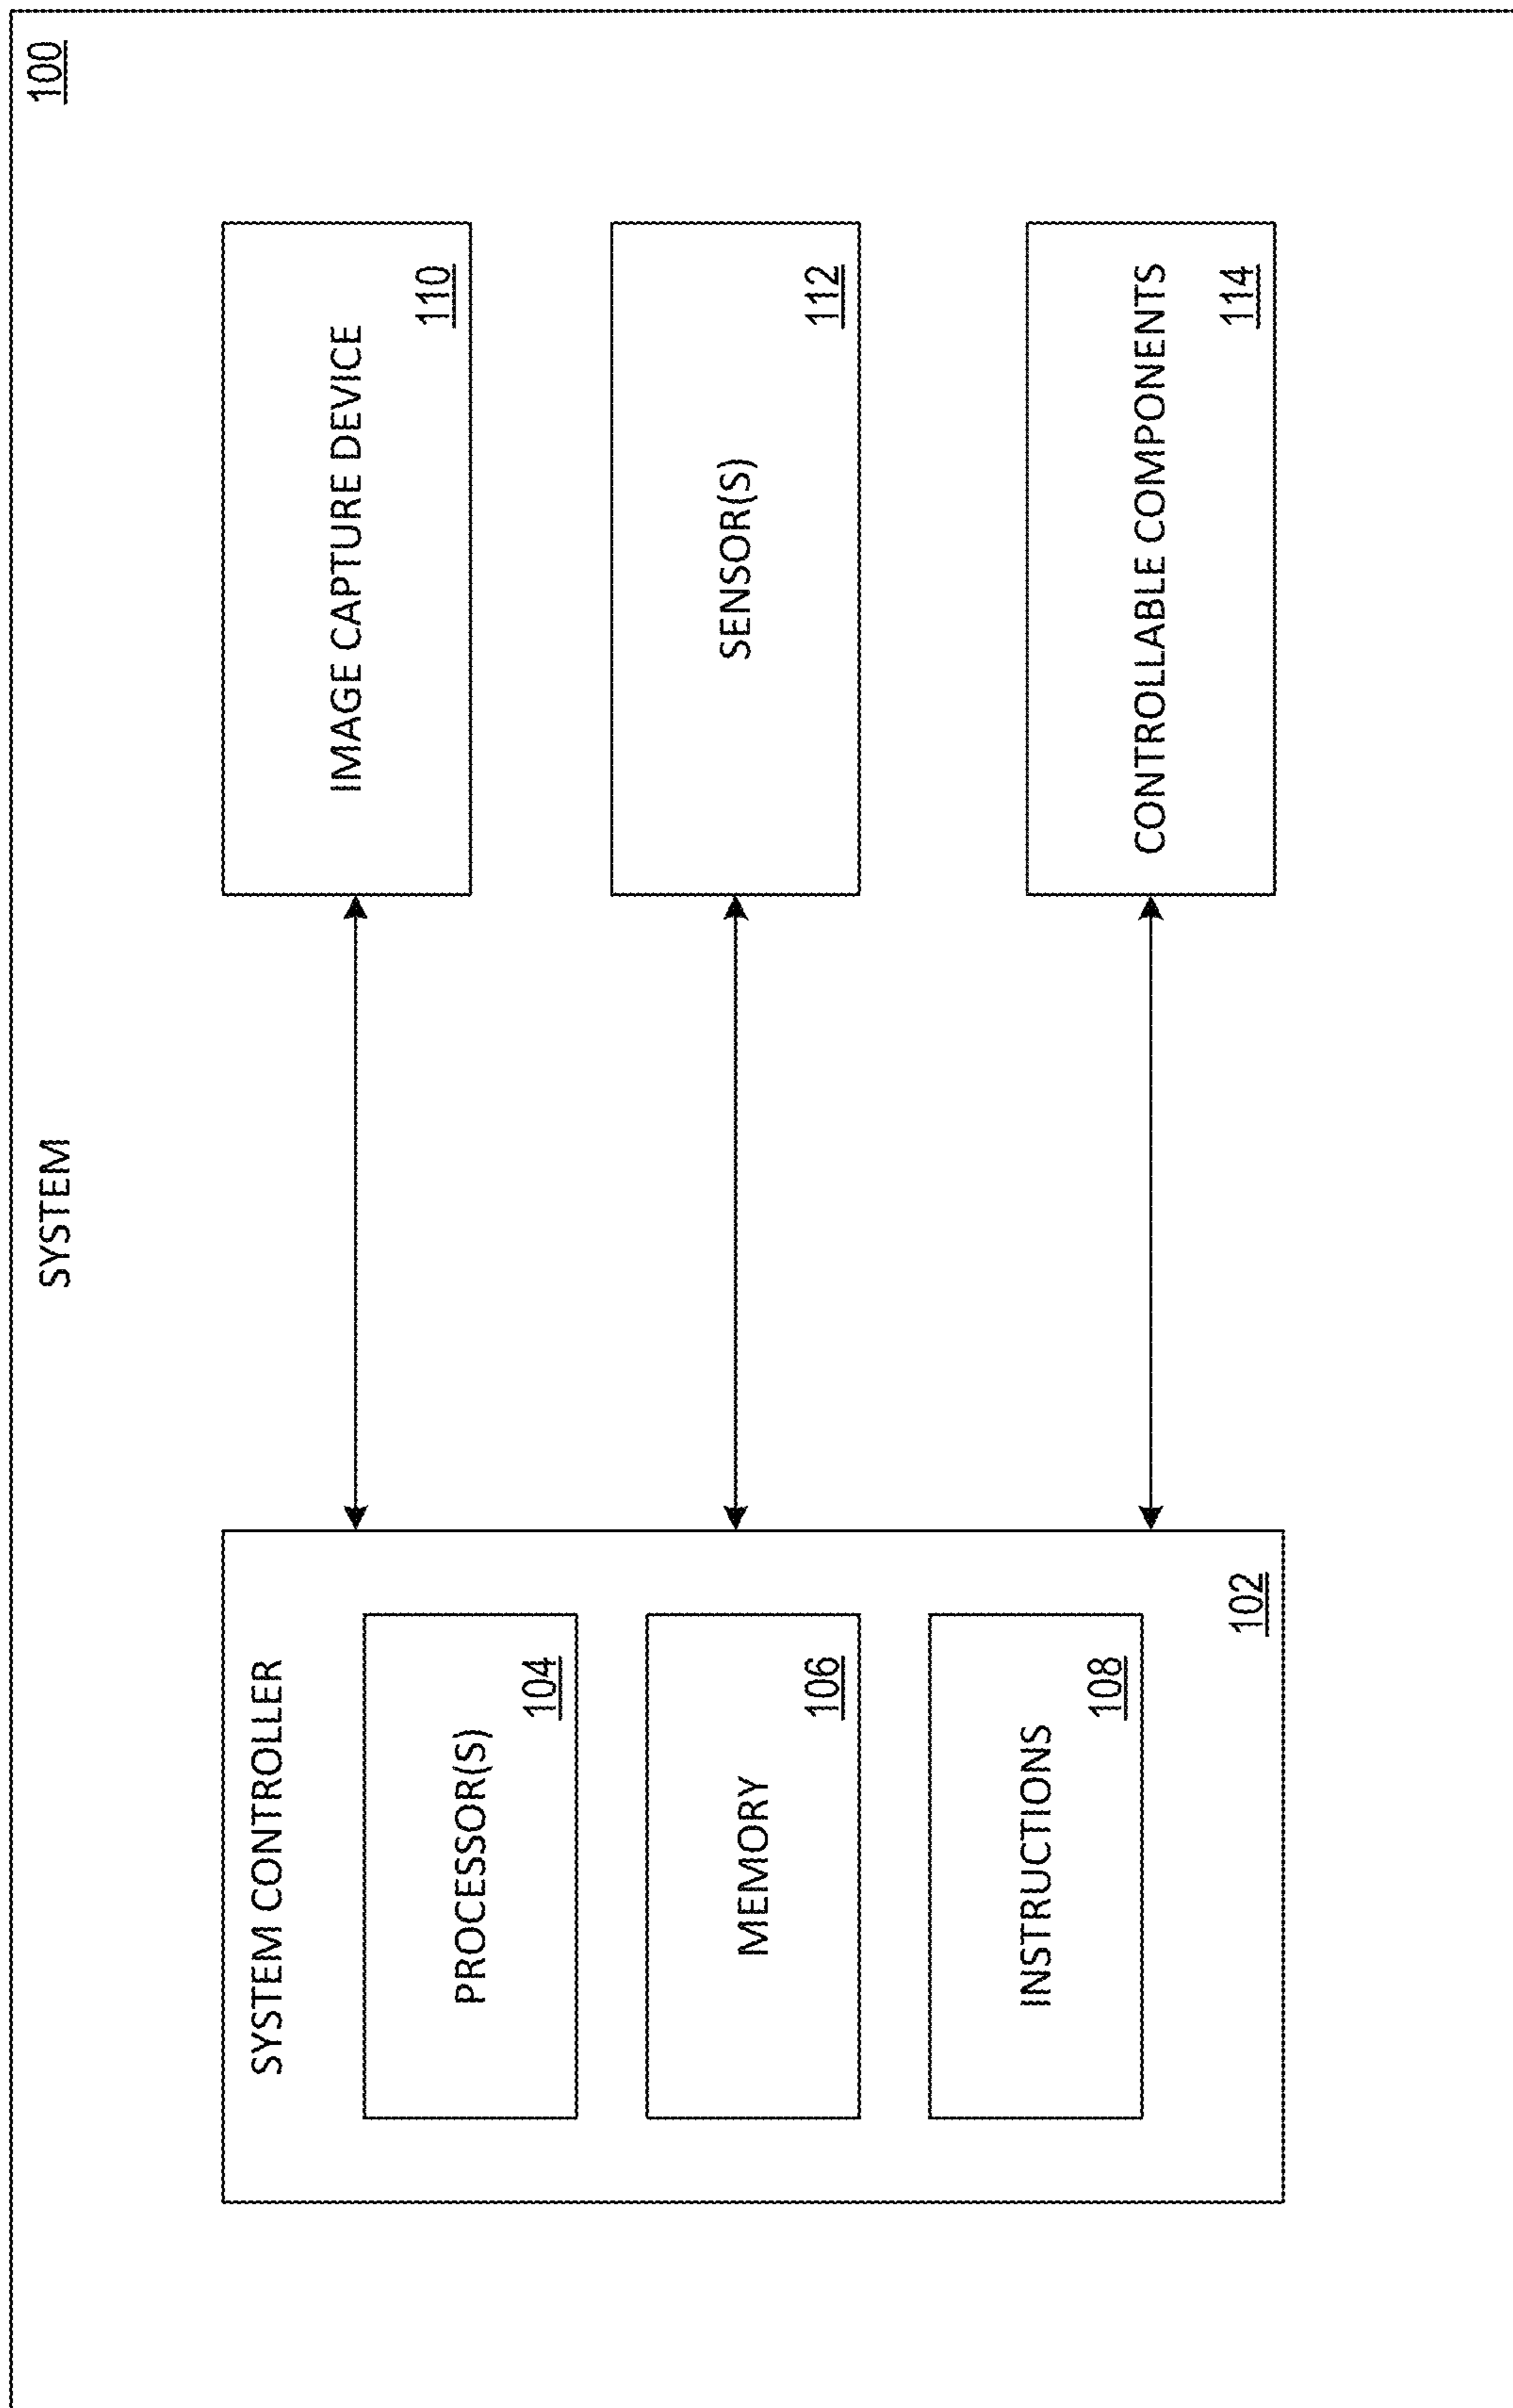 SYSTEM
100
SYSTEM CONTROLLER
PROCESSOR(S)
104
MEMORY
106
INSTRUCTIONS
108
102
IMAGE CAPTURE DEVICE
110
SENSOR(S)
112
CONTROLLABLE COMPONENTS
114